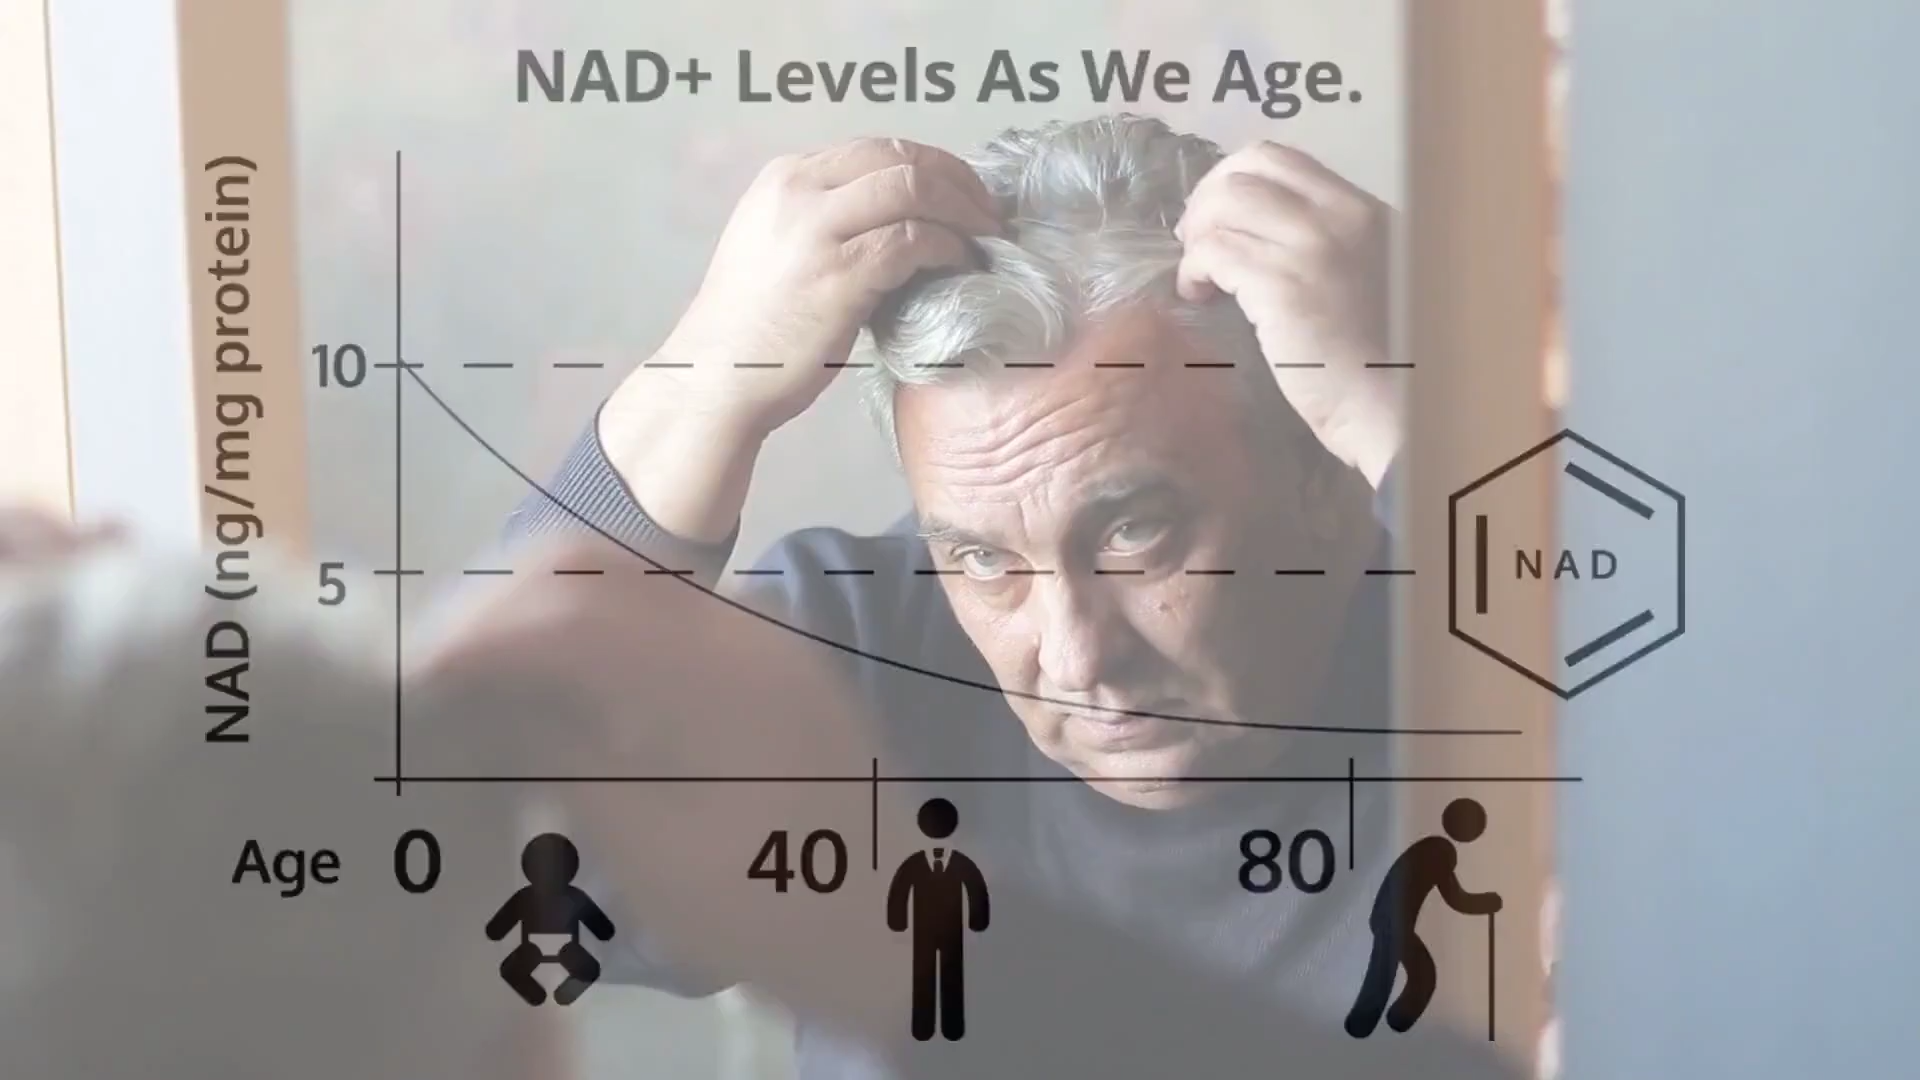 NAD+ Levels As We Age.
NAD (ng/mg protein)
10
5
NAD
Age 0 40 80